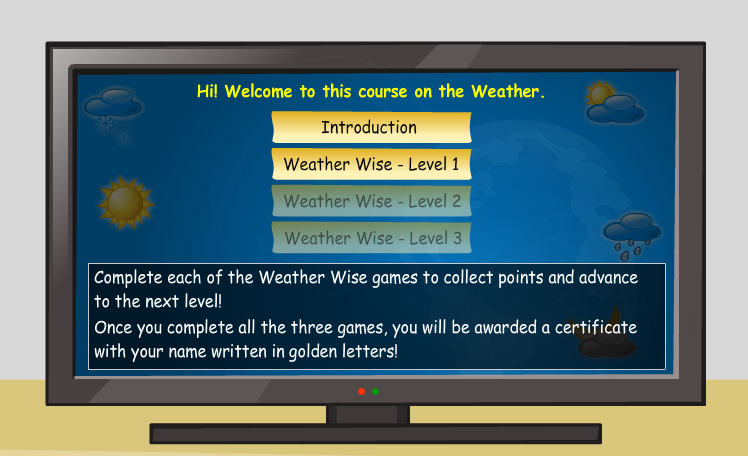 Hi! Welcome to this course on the Weather.
Introduction
Weather Wise - Level 1
Weather Wise - Level 2
Weather Wise - Level 3
Complete each of the Weather Wise games to collect points and advance
to the next level!
Once you complete all the three games, you will be awarded a certificate
with your name written in golden letters!